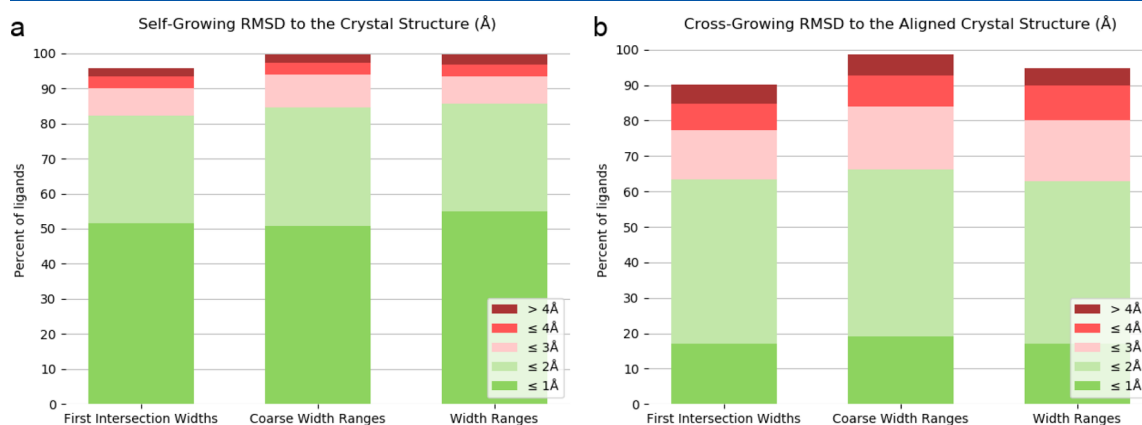 a
Self-Growing RMSD to the Crystal Structure (Å)
Percent of ligands
100
90
80
70
60
50
40
30
20
10
0
> 4Å
≤ 4Å
≤ 3Å
≤ 2Å
≤ 1Å
First Intersection Widths
Coarse Width Ranges
Width Ranges
b
Cross-Growing RMSD to the Aligned Crystal Structure (Å)
Percent of ligands
100
90
80
70
60
50
40
30
20
10
0
> 4Å
≤ 4Å
≤ 3Å
≤ 2Å
≤ 1Å
First Intersection Widths
Coarse Width Ranges
Width Ranges